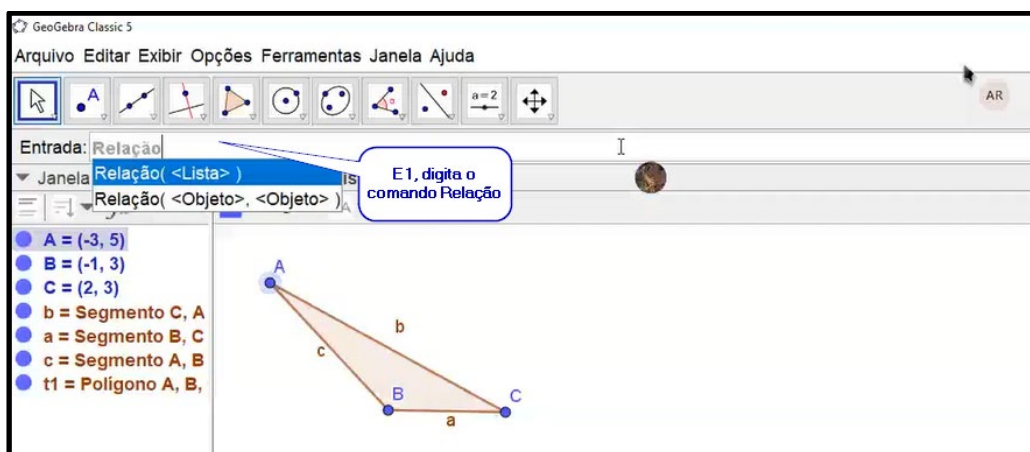 GeoGebra Classic 5
Arquivo Editar Exibir Opções Ferramentas Janela Ajuda
A
a=2
AR
Entrada: Relação
Relação( <Lista> )
Relação( <Objeto>, <Objeto> )
E1, digita o
comando Relação
Janela
A = (-3, 5)
B = (-1, 3)
C = (2, 3)
b = Segmento C, A
a = Segmento B, C
c = Segmento A, B
t1 = Polígono A, B,
A
b
c
B
C
a